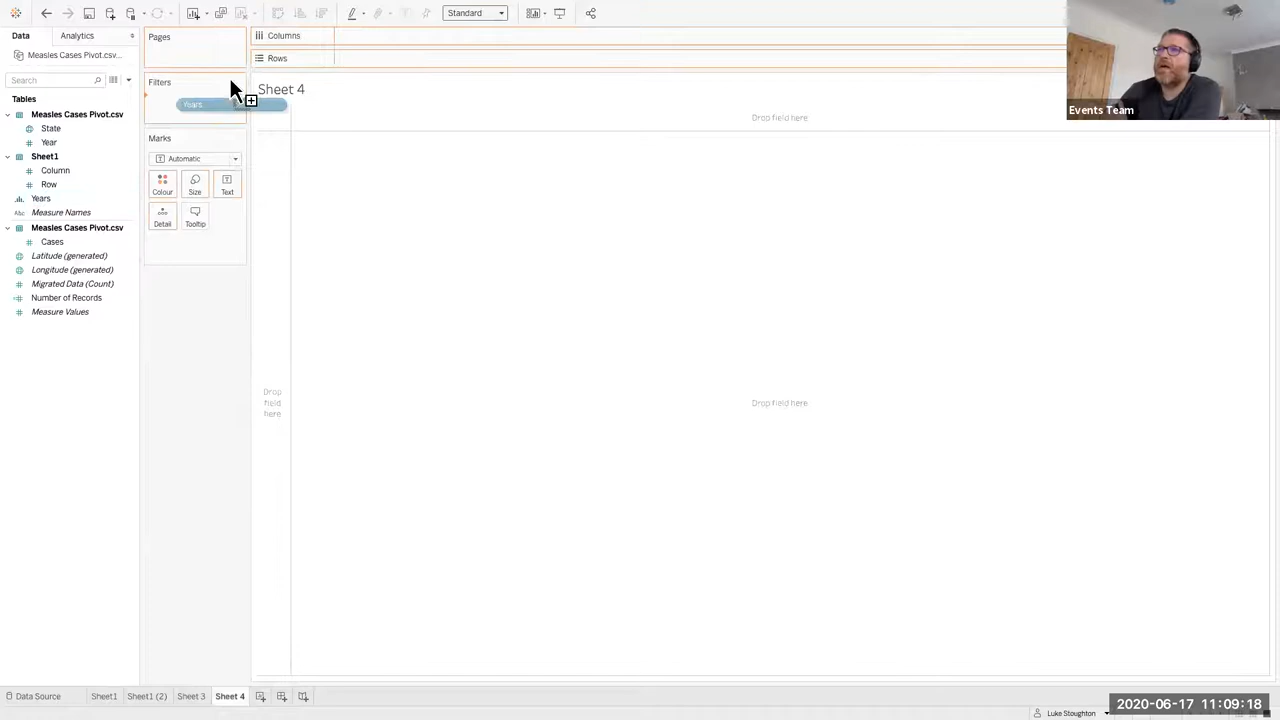 Standard
Data
Analytics
Pages
Columns
Measles Cases Pivot.csv...
Rows
Search
Filters
Sheet 4
Years
Tables
Events Team
Measles Cases Pivot.csv
Drop field here
State
Marks
Year
Sheet1
Automatic
Column
Row
Colour
Size
Text
Years
Abc
Measure Names
Detail
Tooltip
Measles Cases Pivot.csv
Cases
Latitude (generated)
Longitude (generated)
Migrated Data (Count)
Number of Records
Measure Values
Drop
field
here
Drop field here
Data Source
Sheet1
Sheet1 (2)
Sheet 3
Sheet 4
2020-06-17 11:09:18
Luke Stoughton